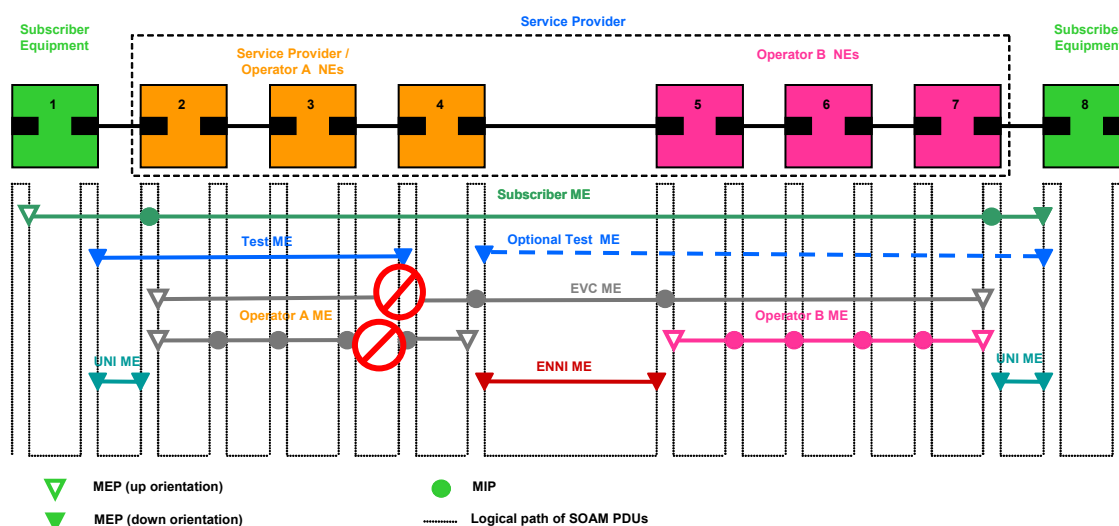 Service Provider
Subscriber
Equipment
Subscribe
Equipmen
Service Provider /
Operator A NEs
Operator B NEs
1
2
3
4
5
6
7
8
Subscriber ME
Test ME
Optional Test ME
EVC ME
Operator A ME
Operator B ME
UNI ME
ENNI ME
UNI ME
MEP (up orientation)
MIP
MEP (down orientation)
Logical path of SOAM PDUs